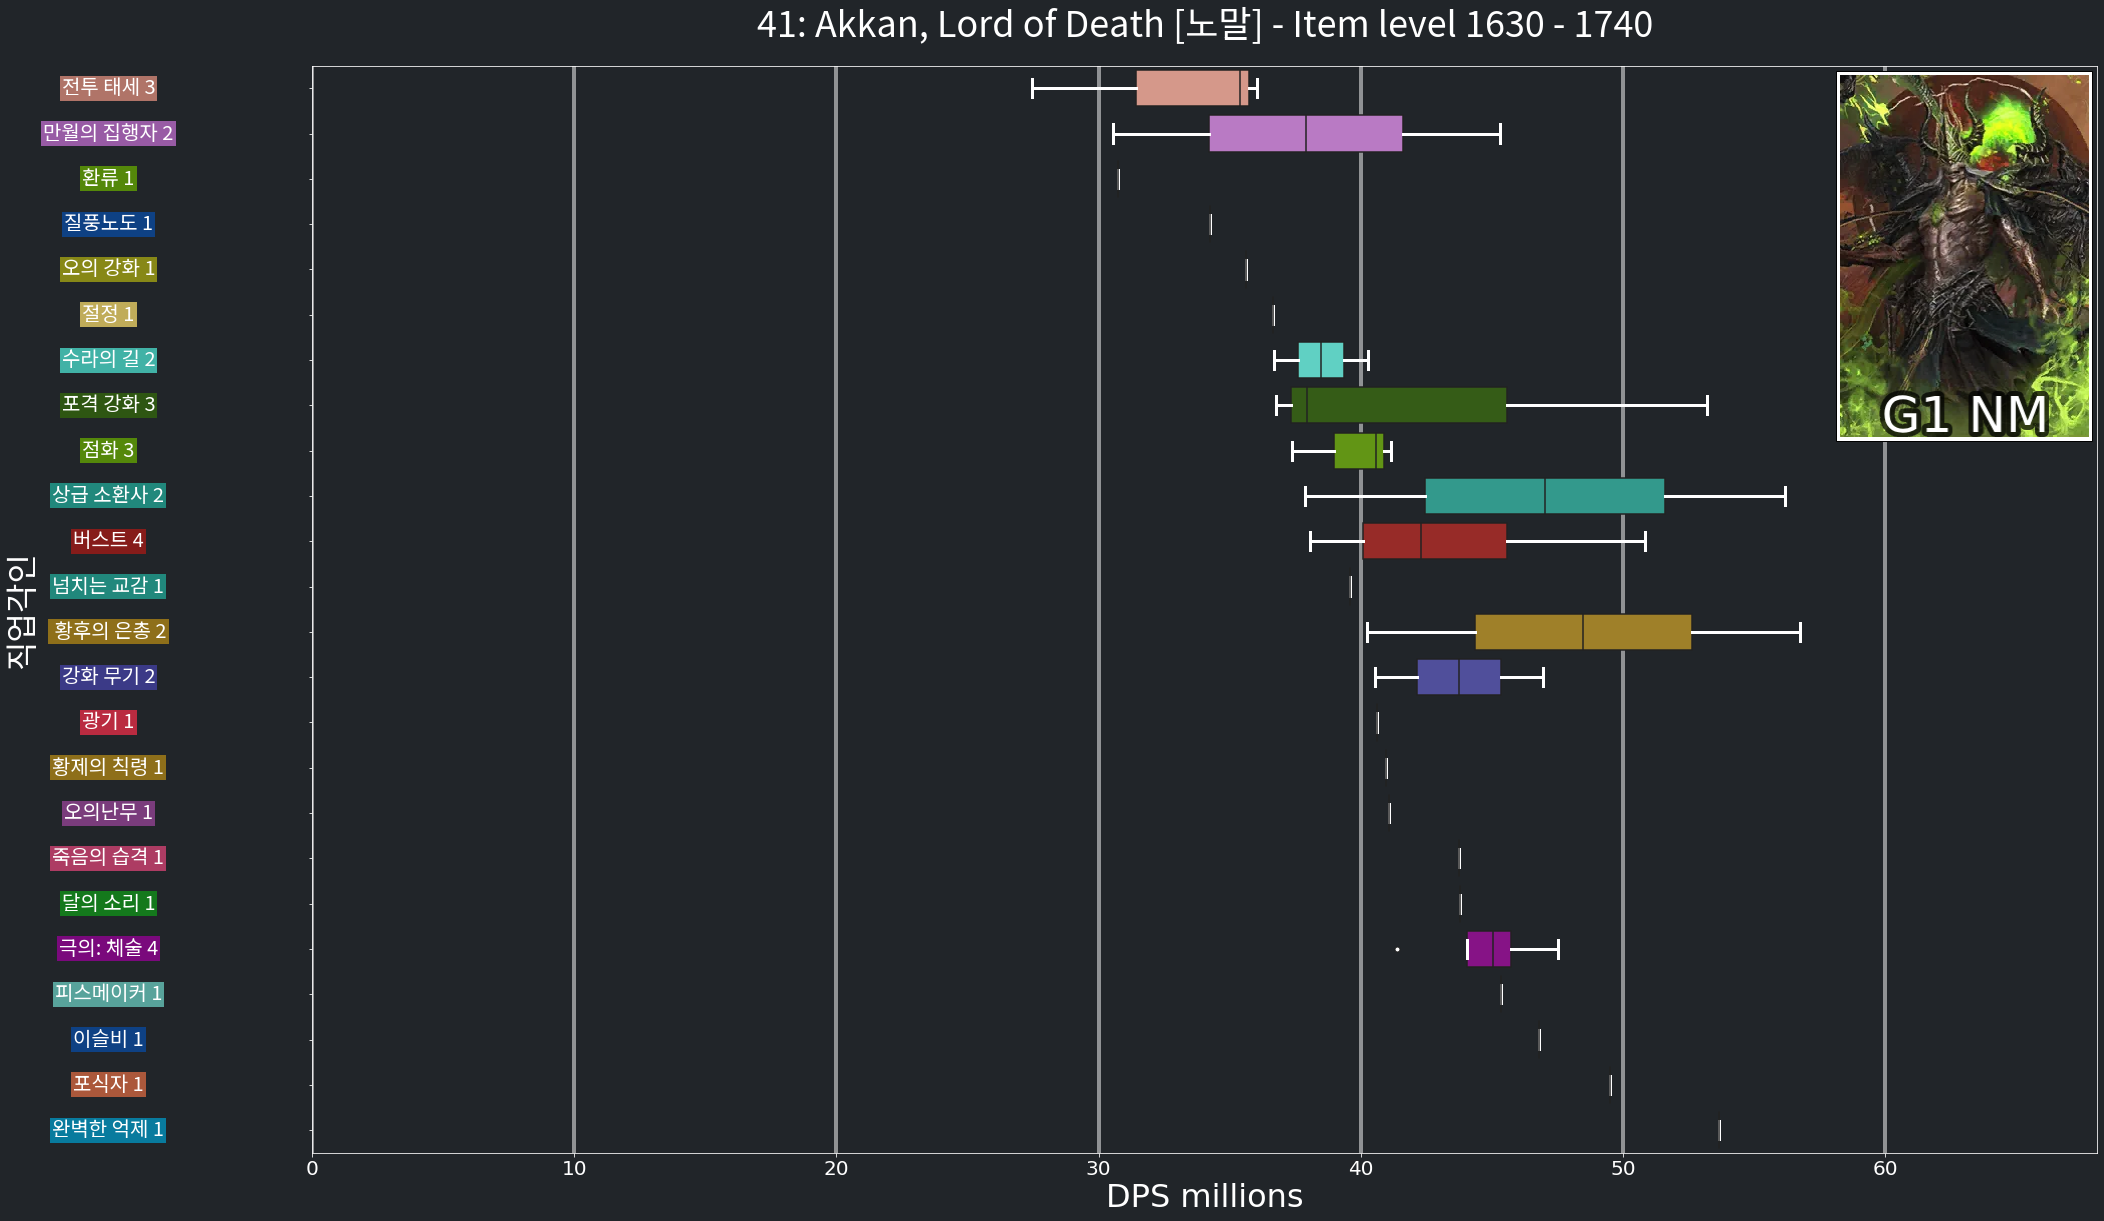 41: Akkan, Lord of Death [노말] - Item level 1630 - 1740
전투 태세 3
만월의 집행자 2
환류 1
질풍노도 1
오의 강화 1
절정 1
수라의 길 2
포격 강화 3
점화 3
상급 소환사 2
버스트 4
넘치는 교감 1
황후의 은총 2
강화 무기 2
광기 1
황제의 칙령 1
오의난무 1
죽음의 습격 1
달의 소리 1
극의: 체술 4
피스메이커 1
이슬비 1
포식자 1
완벽한 억제 1
직업각인
G1 NM
0 10 20 30 40 50 60
DPS millions